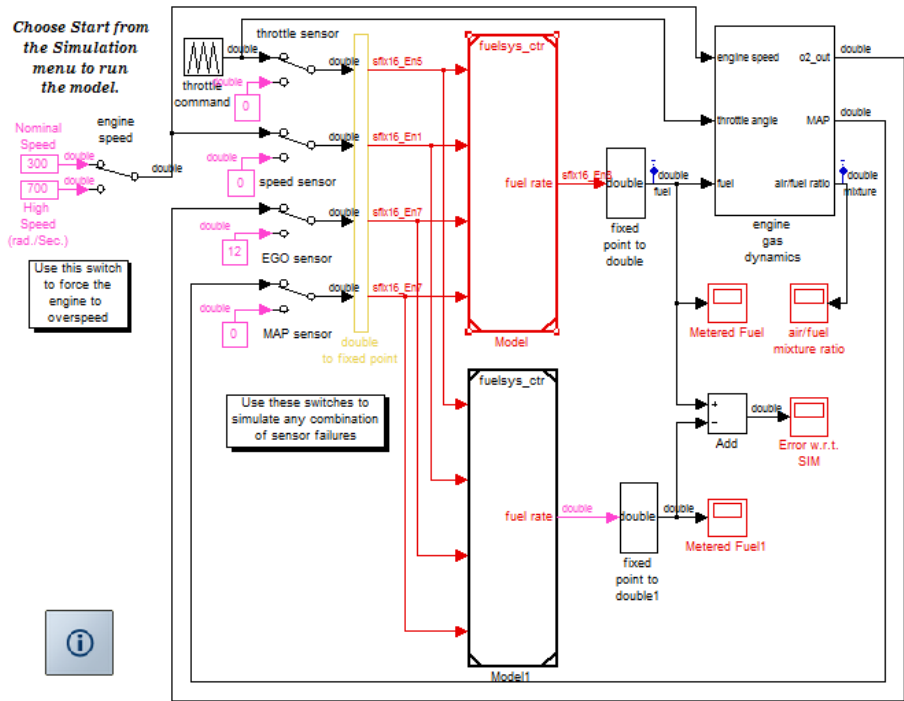 Choose Start from
the Simulation
menu to run
the model.
throttle sensor
double
double
throttle
command
double
0
double
sfix16_En5
fuelsys_ctr
engine speed
o2_out
double
engine
speed
Nominal
Speed
300
double
double
700
double
High
Speed
(rad./Sec.)
double
double
0
speed sensor
double
sfix16_En1
throttle angle
MAP
double
double
12
EGO sensor
double
sfix16_En7
fuel rate
sfix16_En8
double
double
fuel
fuel
air/fuel ratio
double
mixture
fixed
point to
double
engine
gas
dynamics
Use this switch
to force the
engine to
overspeed
double
0
MAP sensor
double
sfix16_En7
double
to fixed point
Model
Metered Fuel
air/fuel
mixture ratio
fuelsys_ctr
Use these switches to
simulate any combination
of sensor failures
+
−
double
Add
Error w.r.t.
SIM
fuel rate
double
double
double
Metered Fuel1
fixed
point to
double1
Model1